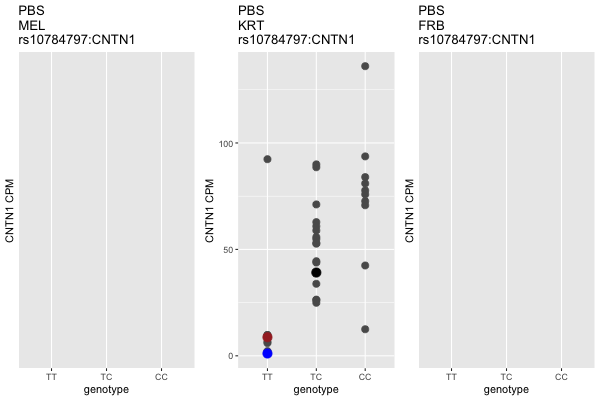 PBS
MEL
rs10784797:CNTN1
CNTN1 CPM
TT TC CC
genotype
PBS
KRT
rs10784797:CNTN1
CNTN1 CPM
100
50
0
TT TC CC
genotype
PBS
FRB
rs10784797:CNTN1
CNTN1 CPM
TT TC CC
genotype